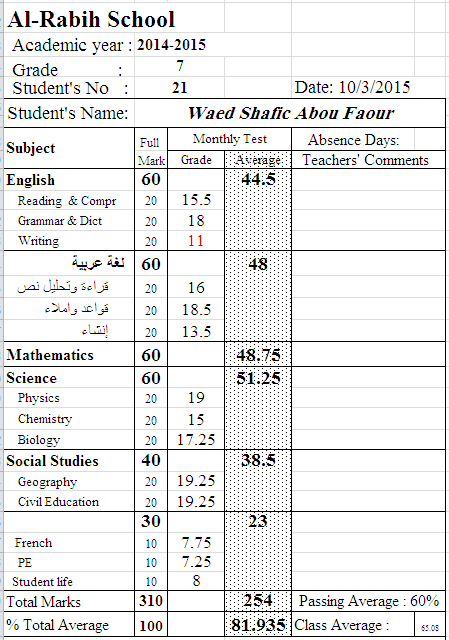 Al-Rabih School
Academic year : 2014-2015
Grade : 7
Student's No : 21 Date: 10/3/2015
Student's Name: Waed Shafic Abou Faour
Subject Full Mark Monthly Test Absence Days:
Grade Average Teachers' Comments
English 60 44.5
Reading & Compr 20 15.5
Grammar & Dict 20 18
Writing 20 11
لغة عربية 60 48
قراءة وتحليل نص 20 16
قواعد واملاء 20 18.5
إنشاء 20 13.5
Mathematics 60 48.75
Science 60 51.25
Physics 20 19
Chemistry 20 15
Biology 20 17.25
Social Studies 40 38.5
Geography 20 19.25
Civil Education 20 19.25
30 23
French 10 7.75
PE 10 7.25
Student life 10 8
Total Marks 310 254 Passing Average : 60%
% Total Average 100 81.935 Class Average : 65.08